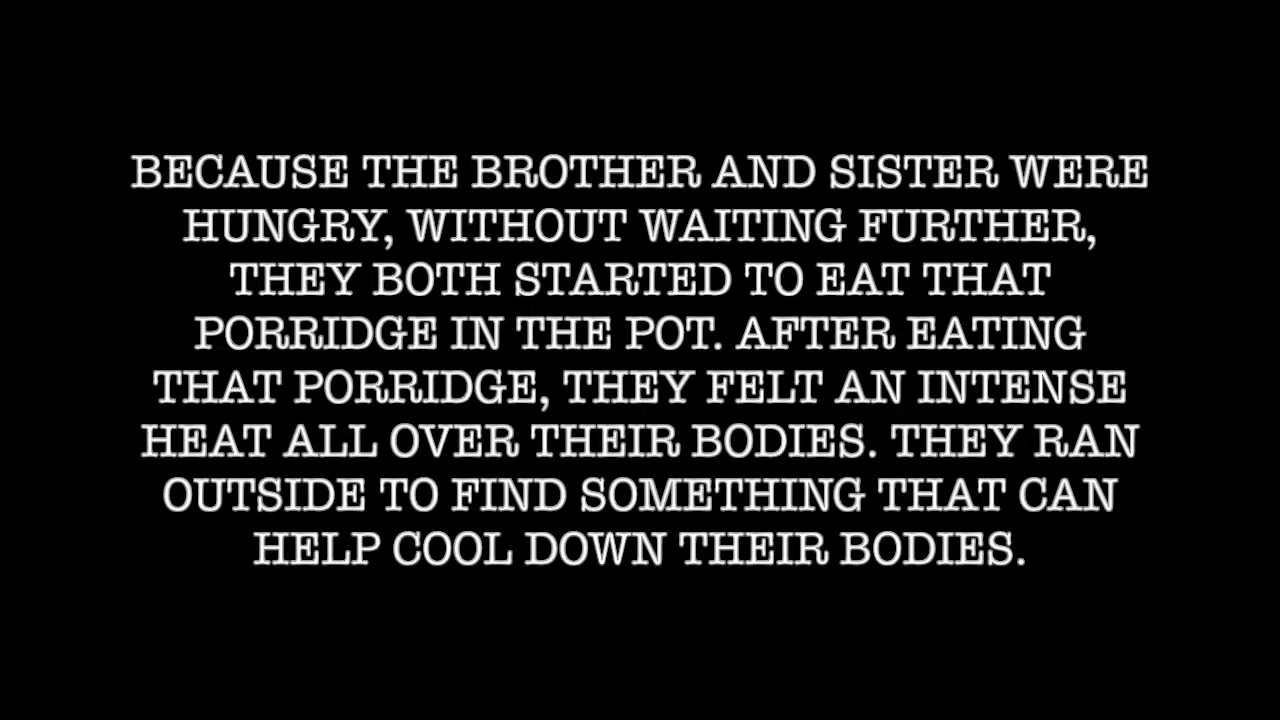 BECAUSE THE BROTHER AND SISTER WERE
HUNGRY, WITHOUT WAITING FURTHER,
THEY BOTH STARTED TO EAT THAT
PORRIDGE IN THE POT. AFTER EATING
THAT PORRIDGE, THEY FELT AN INTENSE
HEAT ALL OVER THEIR BODIES. THEY RAN
OUTSIDE TO FIND SOMETHING THAT CAN
HELP COOL DOWN THEIR BODIES.